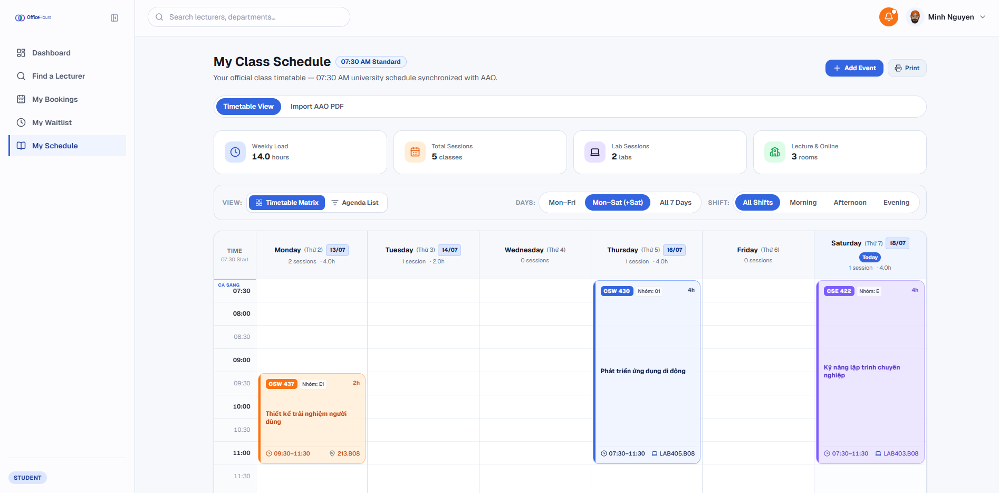 OfficeHours
Search lecturers, departments...
Minh Nguyen
Dashboard
Find a Lecturer
My Bookings
My Waitlist
My Schedule
STUDENT
My Class Schedule
07:30 AM Standard
Your official class timetable — 07:30 AM university schedule synchronized with AAO.
Add Event
Print
Timetable View
Import AAO PDF
Weekly Load
14.0 hours
Total Sessions
5 classes
Lab Sessions
2 labs
Lecture & Online
3 rooms
VIEW:
Timetable Matrix
Agenda List
DAYS:
Mon–Fri
Mon–Sat (+Sat)
All 7 Days
SHIFT:
All Shifts
Morning
Afternoon
Evening
TIME
07:30 Start
Monday (Thứ 2) 13/07
2 sessions · 4.0h
Tuesday (Thứ 3) 14/07
1 session · 2.0h
Wednesday (Thứ 4)
0 sessions
Thursday (Thứ 5) 16/07
1 session · 4.0h
Friday (Thứ 6)
0 sessions
Saturday (Thứ 7) 18/07
Today
1 session · 4.0h
CA SÁNG
07:30
08:00
08:30
09:00
09:30
10:00
10:30
11:00
11:30
CSW 437 Nhóm: E1 2h
Thiết kế trải nghiệm người
dùng
09:30–11:30 213.B08
CSW 430 Nhóm: 01 4h
Phát triển ứng dụng di động
07:30–11:30 LAB405.B08
CSE 422 Nhóm: E 4h
Kỹ năng lập trình chuyên
nghiệp
07:30–11:30 LAB403.B08